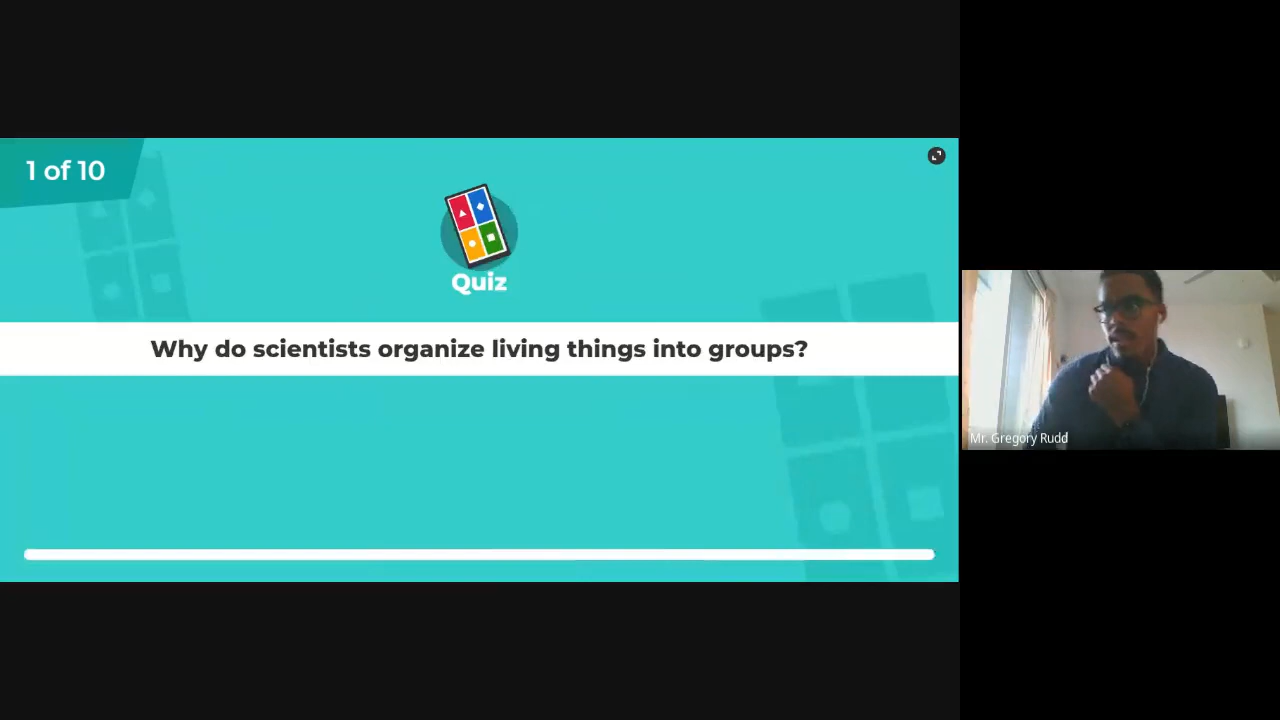 1 of 10
Quiz
Why do scientists organize living things into groups?
Mr. Gregory Rudd